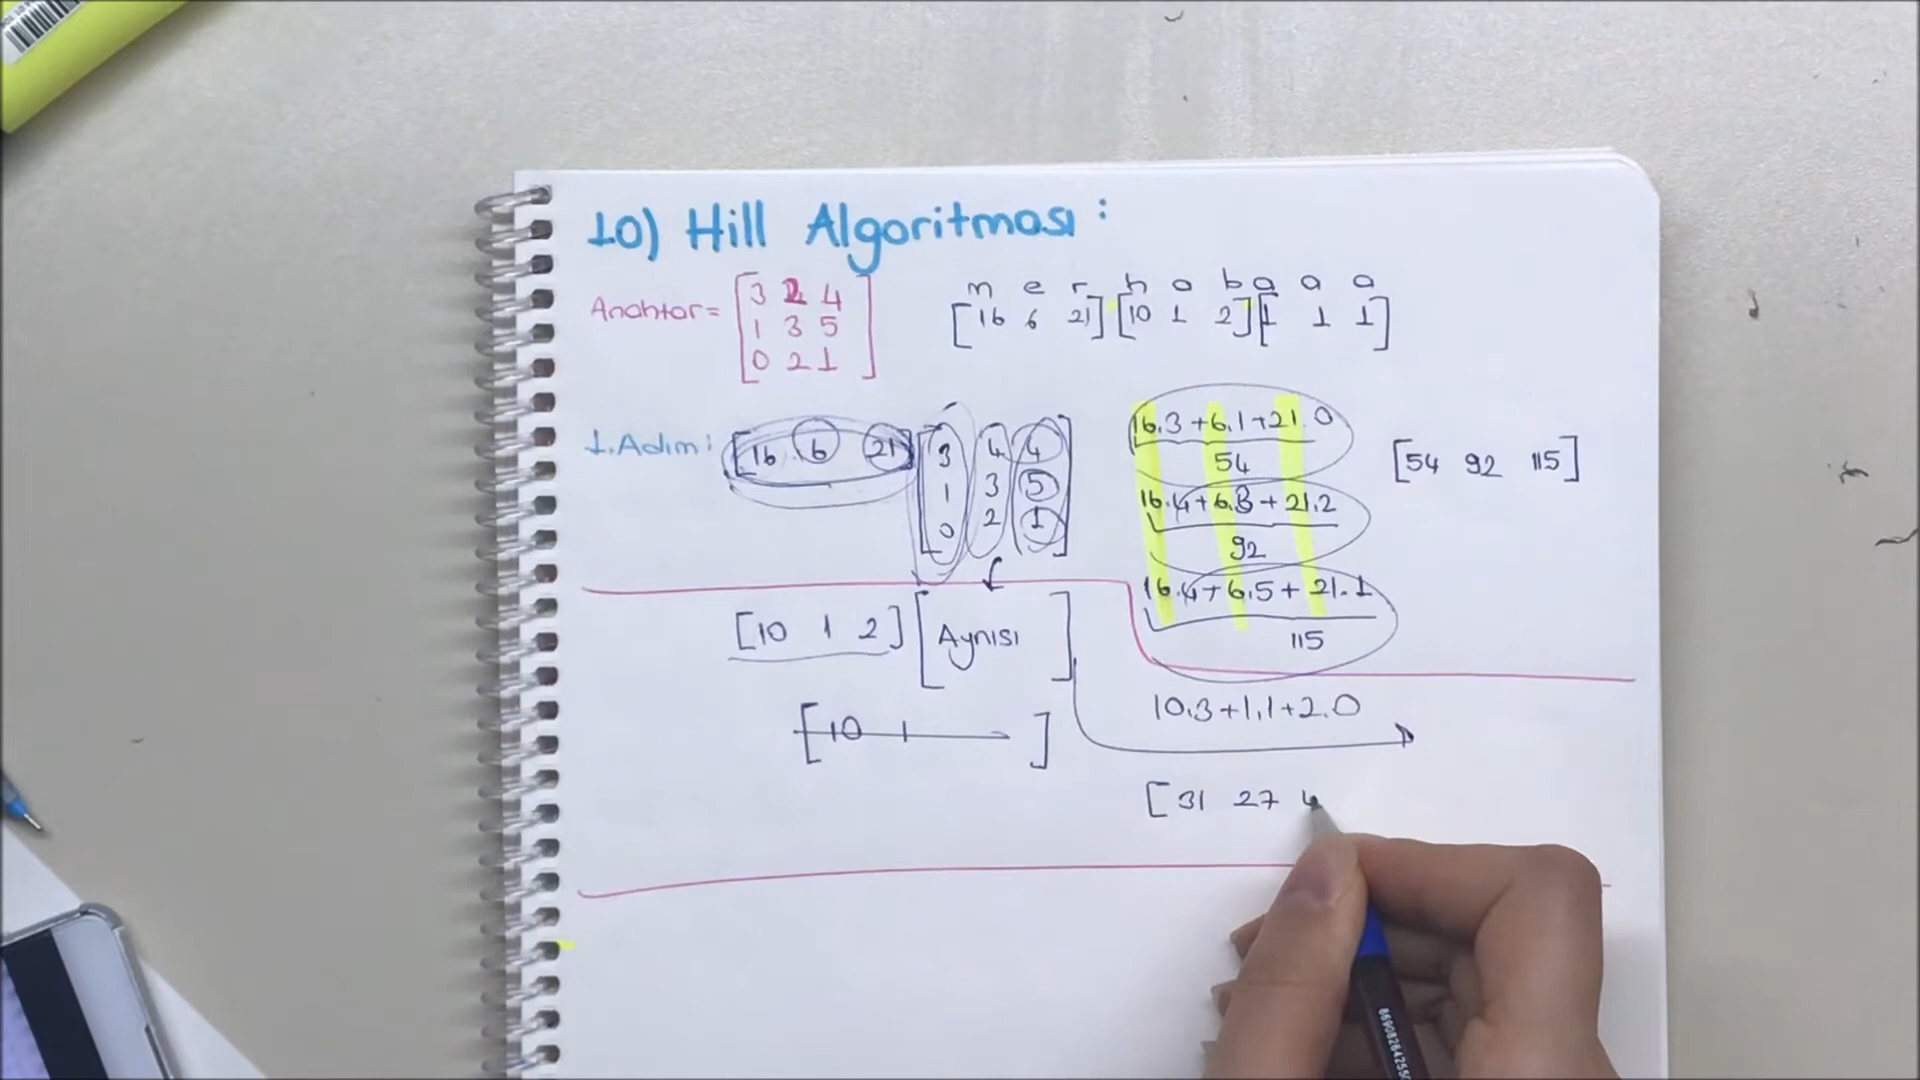 10) Hill Algoritması:
Anahtar = [3 2 4
1 3 5
0 2 1]
m e r h a b a a a
[16 6 21] [10 1 2] [1 1 1]
1.Adım: [16 6 21] [3 4 4
1 3 5
0 2 1]
16.3+6.1+21.0
54
16.4+6.3+21.2
92
16.4+6.5+21.1
115
[54 92 115]
[10 1 2] [Aynısı]
[10 1 ]
10.3+1.1+2.0
[31 27 4
869082642550